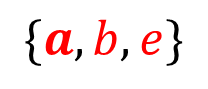 {a, b, e}